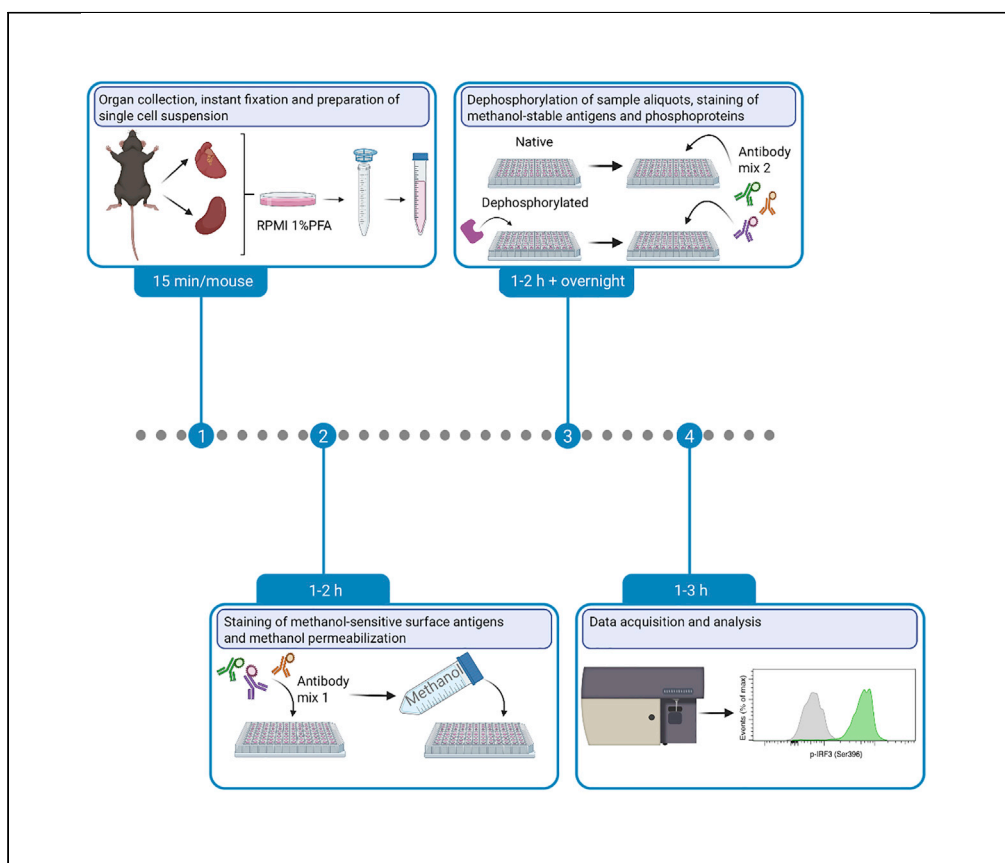 Organ collection, instant fixation and preparation of
single cell suspension
RPMI 1%PFA
15 min/mouse
Dephosphorylation of sample aliquots, staining of
methanol-stable antigens and phosphoproteins
Native
Antibody
mix 2
Dephosphorylated
1-2 h + overnight
1
2
3
4
1-2 h
Staining of methanol-sensitive surface antigens
and methanol permeabilization
Antibody
mix 1
Methanol
1-3 h
Data acquisition and analysis
Events (% of max)
p-IRF3 (Ser396)